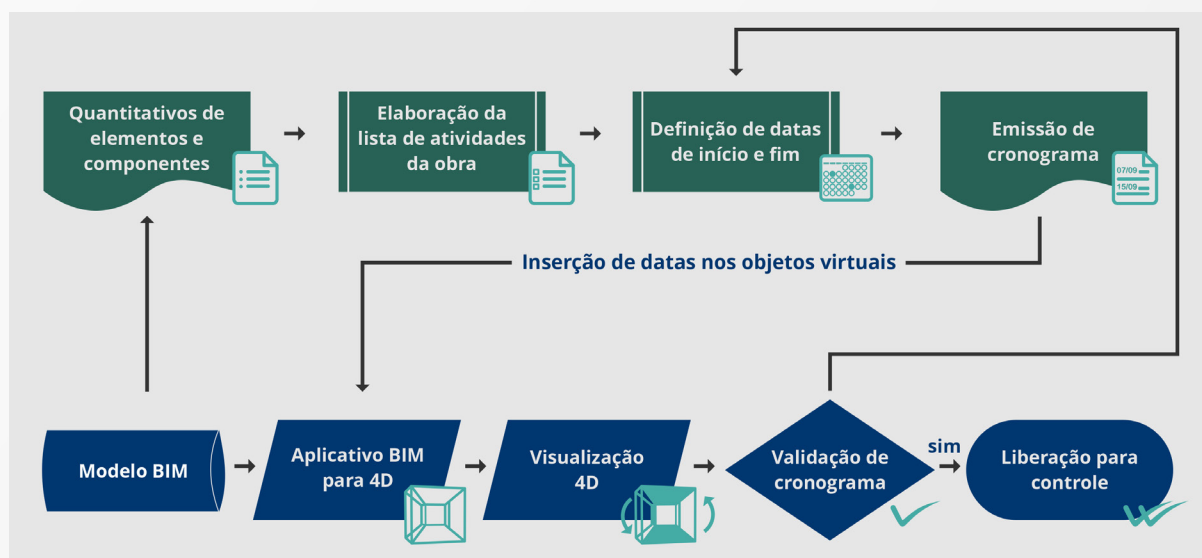 Quantitativos de
elementos e
componentes
Elaboração da
lista de atividades
da obra
Definição de datas
de início e fim
Emissão de
cronograma
07/09
15/09
Inserção de datas nos objetos virtuais
Modelo BIM
Aplicativo BIM
para 4D
Visualização
4D
Validação de
cronograma
sim
Liberação para
controle